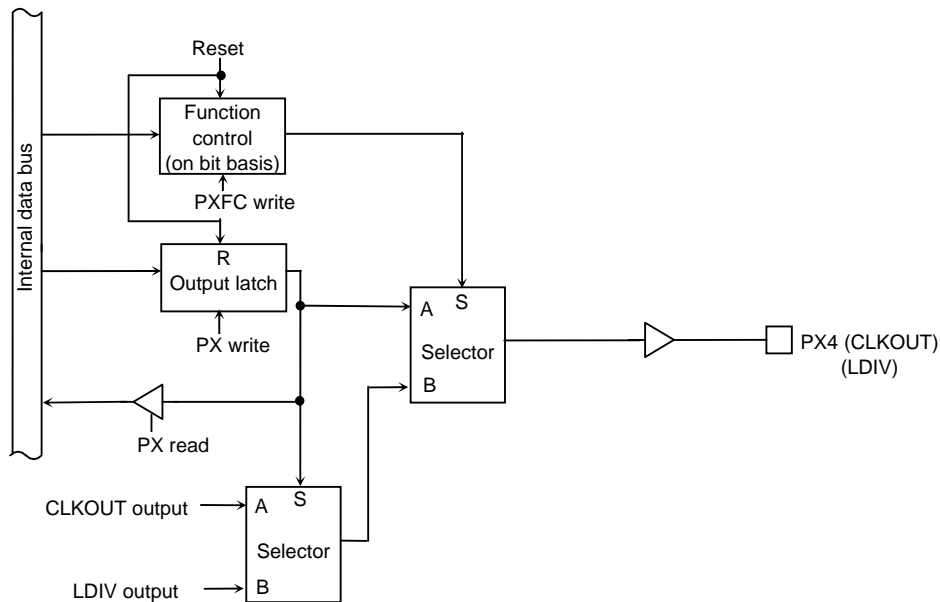 Reset
Internal data bus
Function
control
(on bit basis)
PXFC write
R
Output latch
PX write
A
S
Selector
B
PX4 (CLKOUT)
(LDIV)
PX read
CLKOUT output
A
S
Selector
LDIV output
B